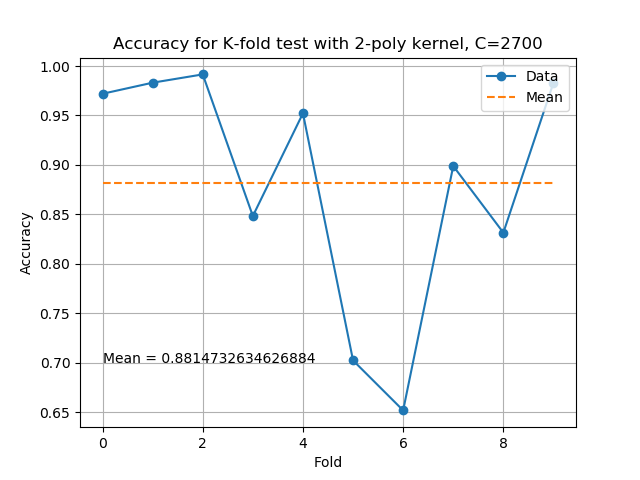 Accuracy for K-fold test with 2-poly kernel, C=2700
1.00
0.95
0.90
0.85
0.80
0.75
0.70
0.65
Accuracy
Data
Mean
Mean = 0.8814732634626884
0 2 4 6 8
Fold